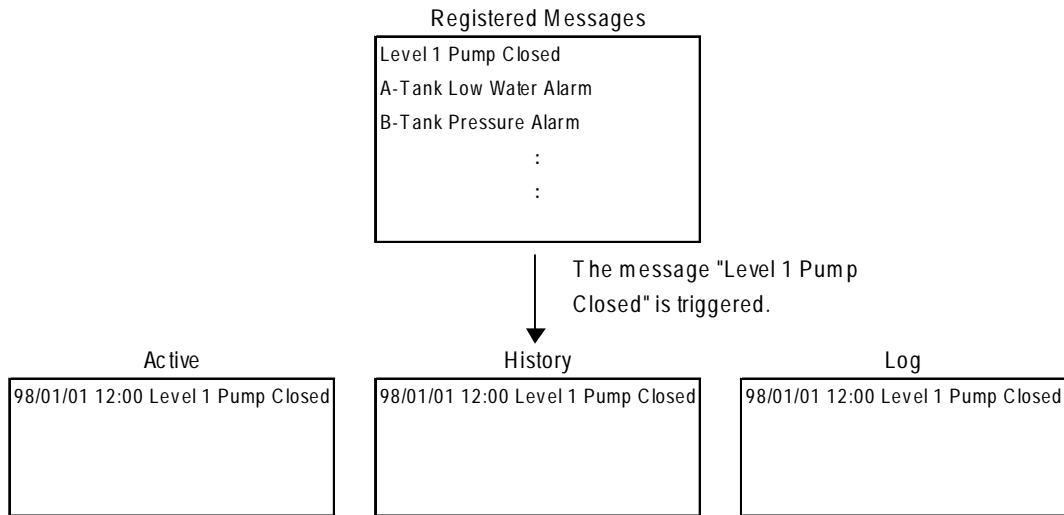 Registered Messages
Level 1 Pump Closed
A-Tank Low Water Alarm
B-Tank Pressure Alarm
:
:
The message "Level 1 Pump
Closed" is triggered.
Active
98/01/01 12:00 Level 1 Pump Closed
History
98/01/01 12:00 Level 1 Pump Closed
Log
98/01/01 12:00 Level 1 Pump Closed